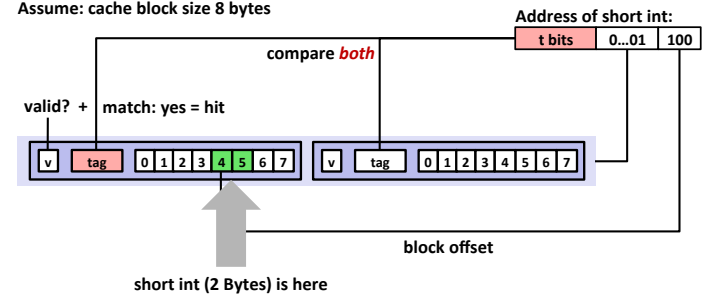 Assume: cache block size 8 bytes
Address of short int:
t bits 0...01 100
compare both
valid? + match: yes = hit
v tag 0 1 2 3 4 5 6 7 v tag 0 1 2 3 4 5 6 7
block offset
short int (2 Bytes) is here